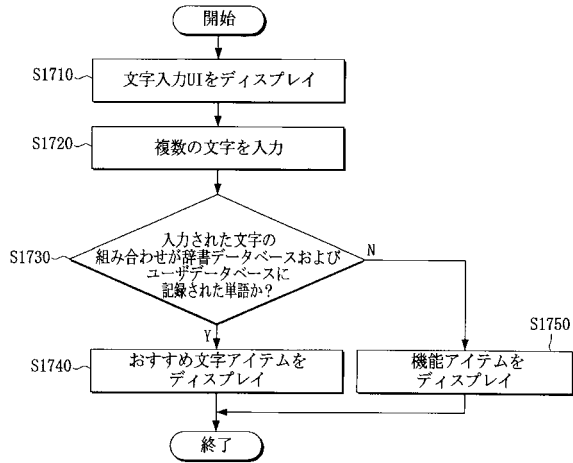 開始
S1710
文字入力UIをディスプレイ
S1720
複数の文字を入力
S1730
入力された文字の
組み合わせが辞書データベースおよび
ユーザデータベースに
記録された単語か?
N
Y
S1740
おすすめ文字アイテムを
ディスプレイ
S1750
機能アイテムを
ディスプレイ
終了